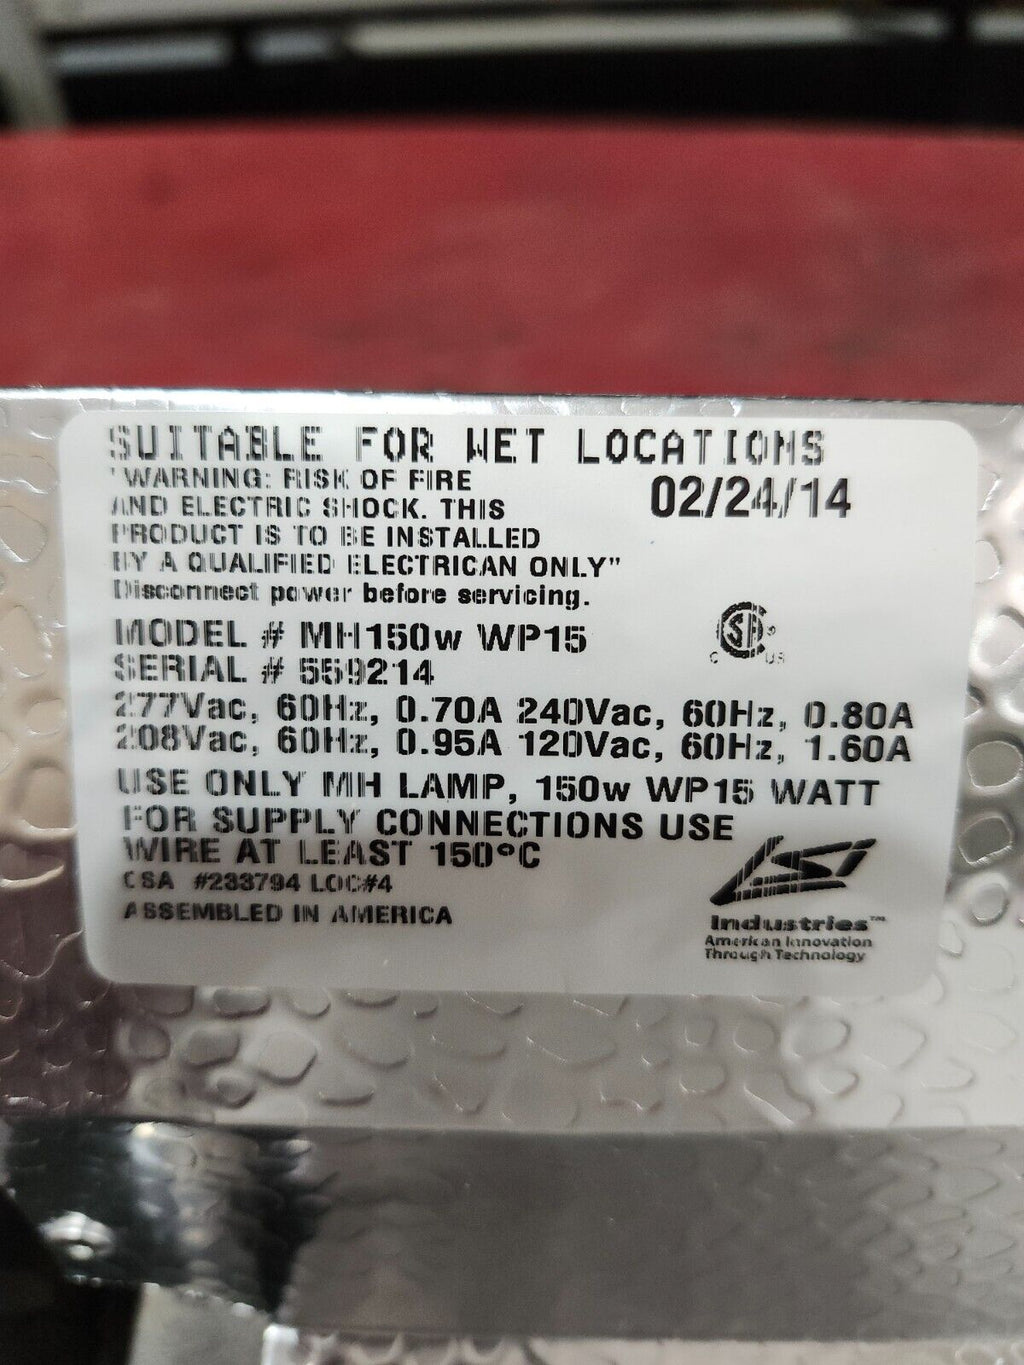 SUITABLE FOR WET LOCATIONS
"WARNING: RISK OF FIRE
AND ELECTRIC SHOCK. THIS
02/24/14
PRODUCT IS TO BE INSTALLED
BY A QUALIFIED ELECTRICAN ONLY"
Disconnect power before servicing.
MODEL # MH150w WP15
SERIAL # 559214
CSA
C US
277Vac, 60Hz, 0.70A 240Vac, 60Hz, 0.80A
208Vac, 60Hz, 0.95A 120Vac, 60Hz, 1.60A
USE ONLY MH LAMP, 150w WP15 WATT
FOR SUPPLY CONNECTIONS USE
WIRE AT LEAST 150°C
CSA #233794 LOC#4
ASSEMBLED IN AMERICA
LSI
Industries™
American Innovation
Through Technology